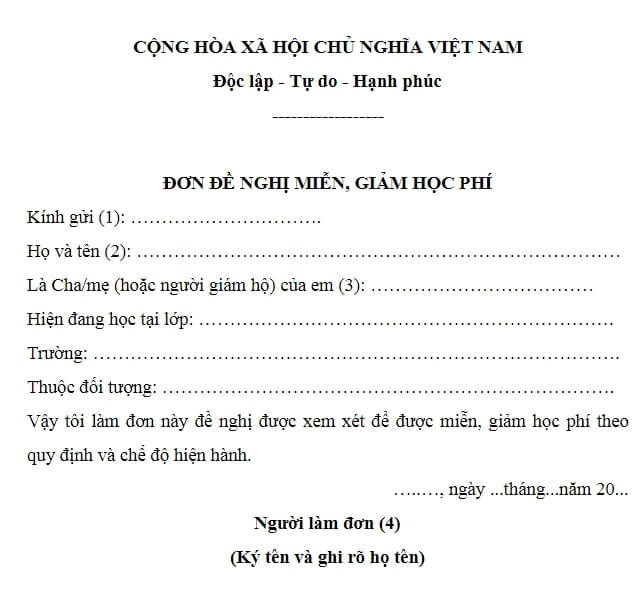 CỘNG HÒA XÃ HỘI CHỦ NGHĨA VIỆT NAM
Độc lập - Tự do - Hạnh phúc
------------------
ĐƠN ĐỀ NGHỊ MIỄN, GIẢM HỌC PHÍ
Kính gửi (1): ………………………….
Họ và tên (2): ……………………………………………………………………
Là Cha/mẹ (hoặc người giám hộ) của em (3): ………………………………
Hiện đang học tại lớp: ………………………………………………………….
Trường: ………………………………………………………………………….
Thuộc đối tượng: ……………………………………………………………….
Vậy tôi làm đơn này đề nghị được xem xét để được miễn, giảm học phí theo
quy định và chế độ hiện hành.
…..…., ngày ...tháng...năm 20...
Người làm đơn (4)
(Ký tên và ghi rõ họ tên)